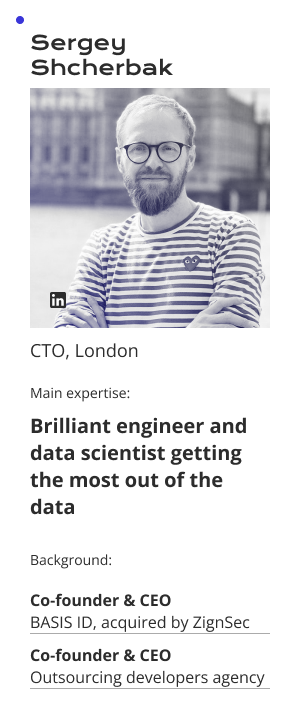 Sergey
Shcherbak
in
CTO, London
Main expertise:
Brilliant engineer and
data scientist getting
the most out of the
data
Background:
Co-founder & CEO
BASIS ID, acquired by ZignSec
Co-founder & CEO
Outsourcing developers agency